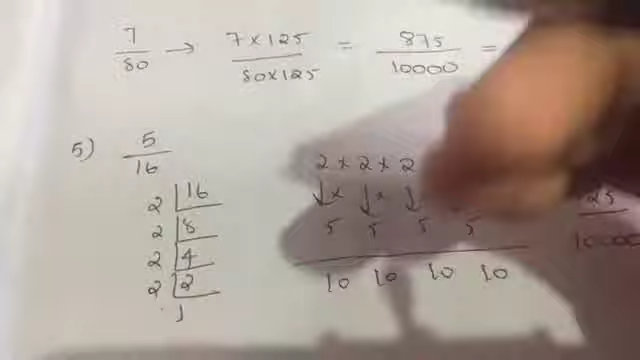 7/80 → 7×125/80×125 = 875/10000 =
5) 5/16
2 × 2 × 2
2 | 16
2 | 8
2 | 4
2 | 2
1
↓× ↓× ↓
5 5 5 5
10 10 10 10
25/10000